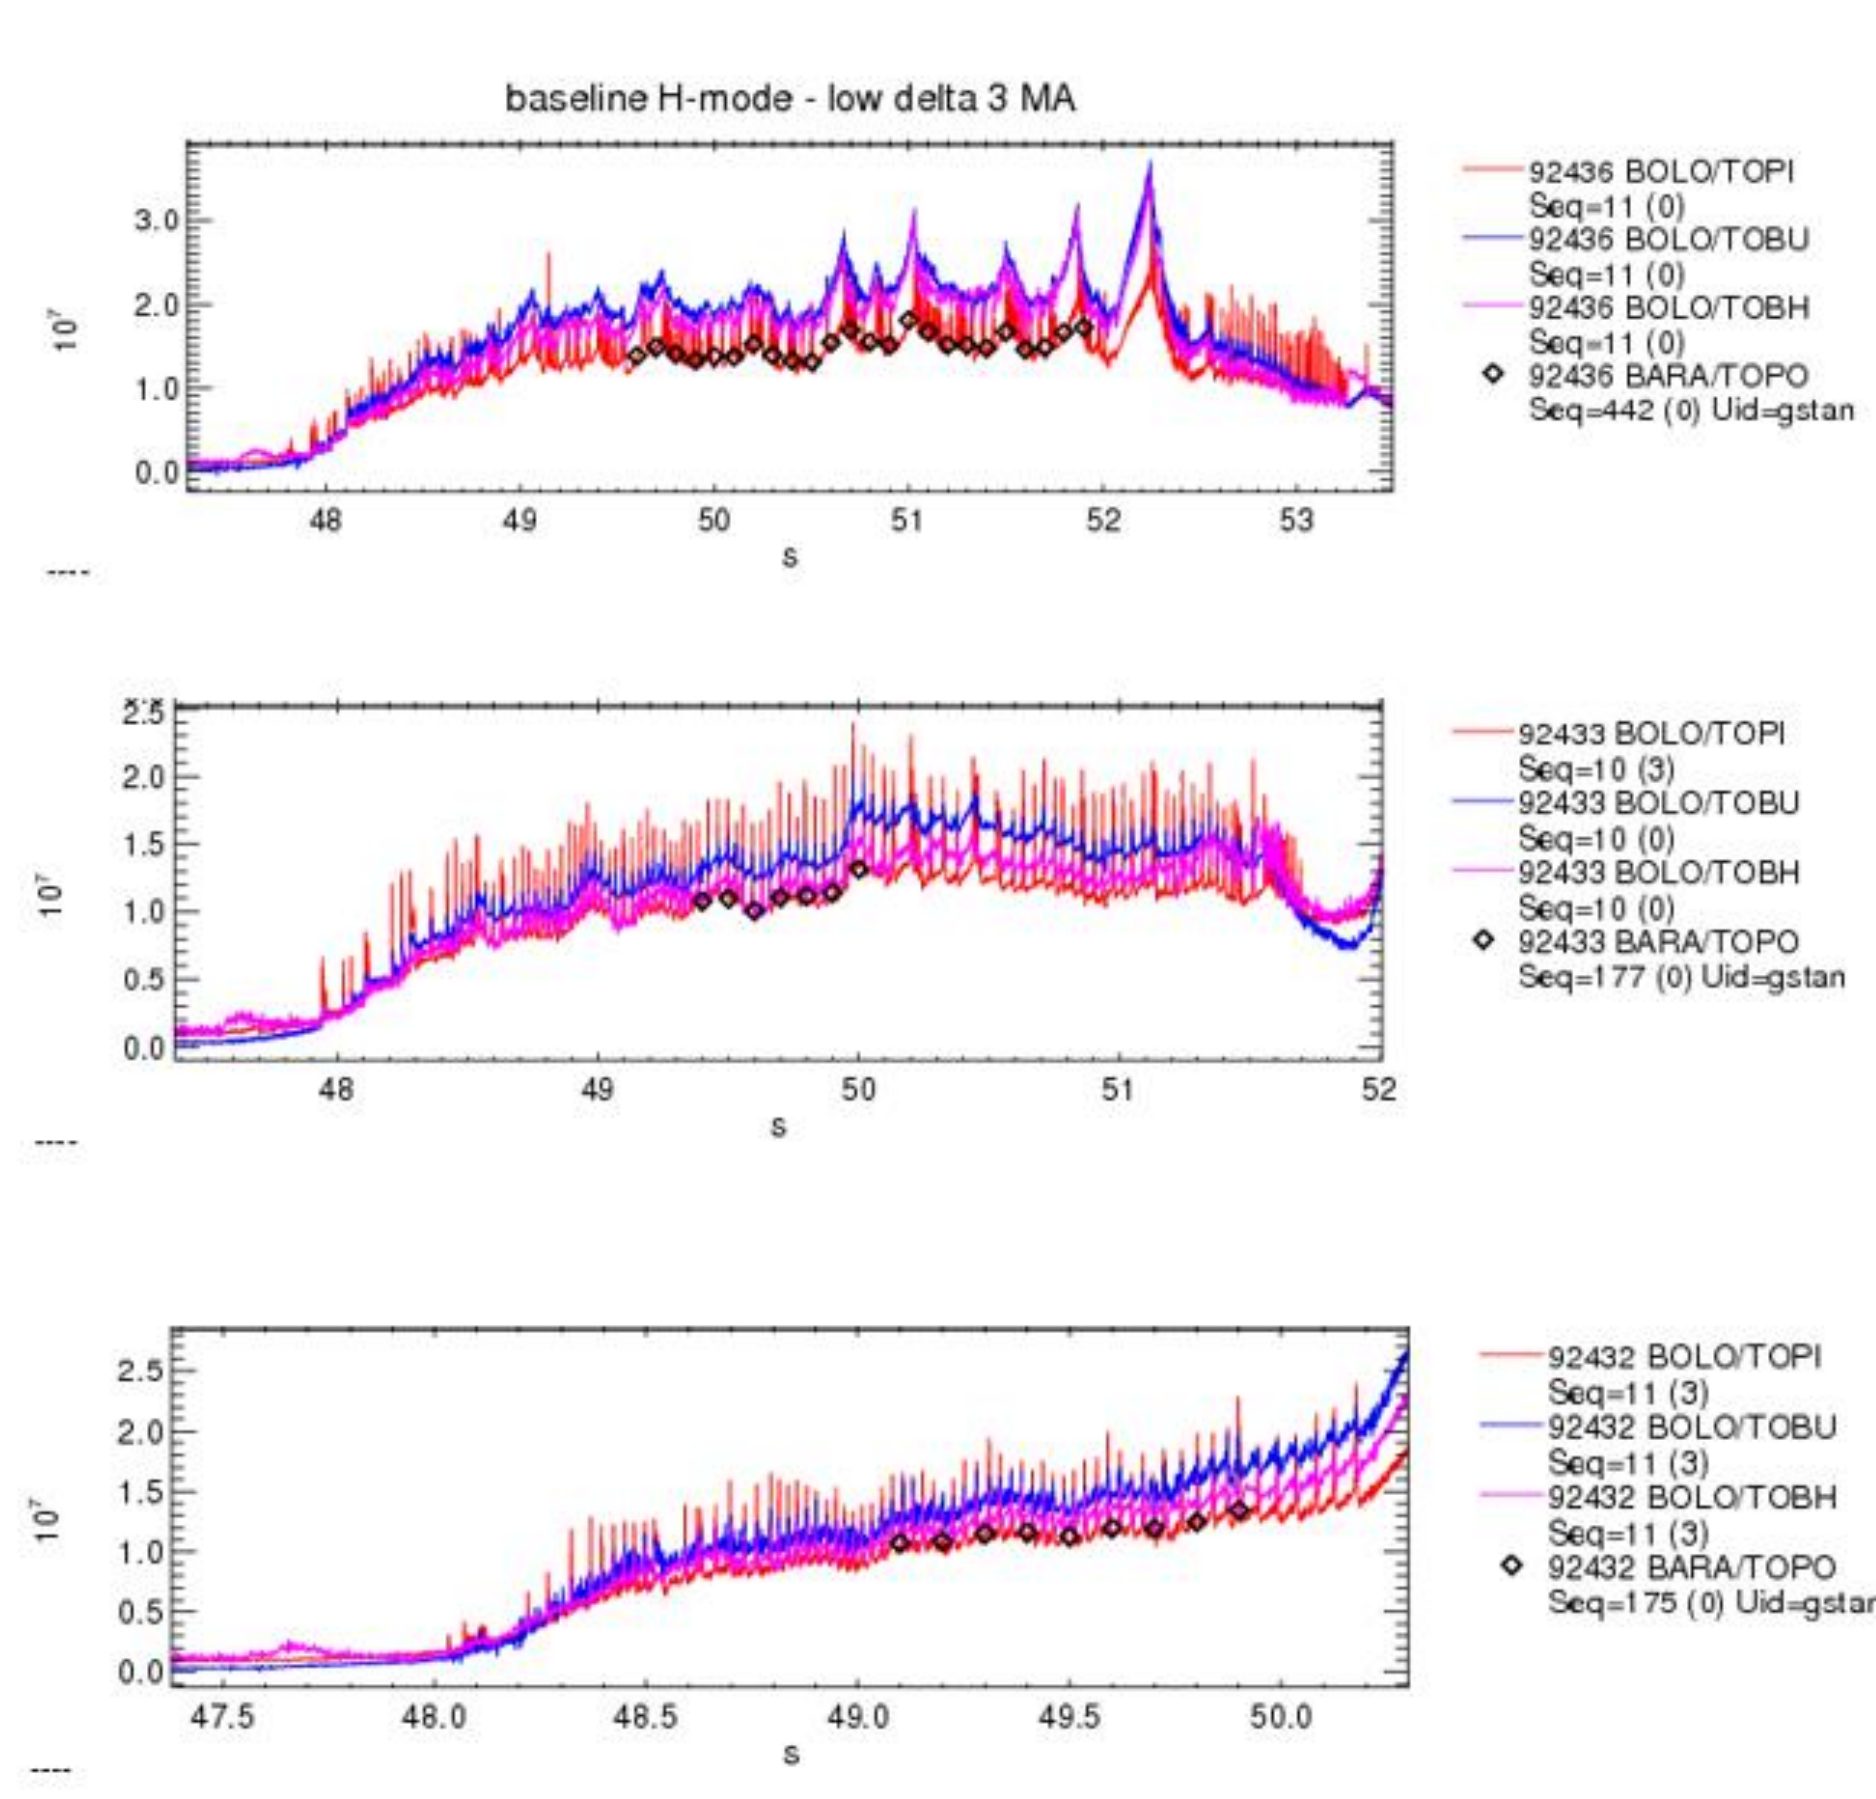 baseline H-mode - low delta 3 MA
10⁷
3.0
2.0
1.0
0.0
48 49 50 51 52 53
s
----
92436 BOLO/TOPI
Seq=11 (0)
92436 BOLO/TOBU
Seq=11 (0)
92436 BOLO/TOBH
Seq=11 (0)
92436 BARA/TOPO
Seq=442 (0) Uid=gstan
10⁷
2.5
2.0
1.5
1.0
0.5
0.0
48 49 50 51 52
s
----
92433 BOLO/TOPI
Seq=10 (3)
92433 BOLO/TOBU
Seq=10 (0)
92433 BOLO/TOBH
Seq=10 (0)
92433 BARA/TOPO
Seq=177 (0) Uid=gstan
10⁷
2.5
2.0
1.5
1.0
0.5
0.0
47.5 48.0 48.5 49.0 49.5 50.0
s
----
92432 BOLO/TOPI
Seq=11 (3)
92432 BOLO/TOBU
Seq=11 (3)
92432 BOLO/TOBH
Seq=11 (3)
92432 BARA/TOPO
Seq=175 (0) Uid=gstan